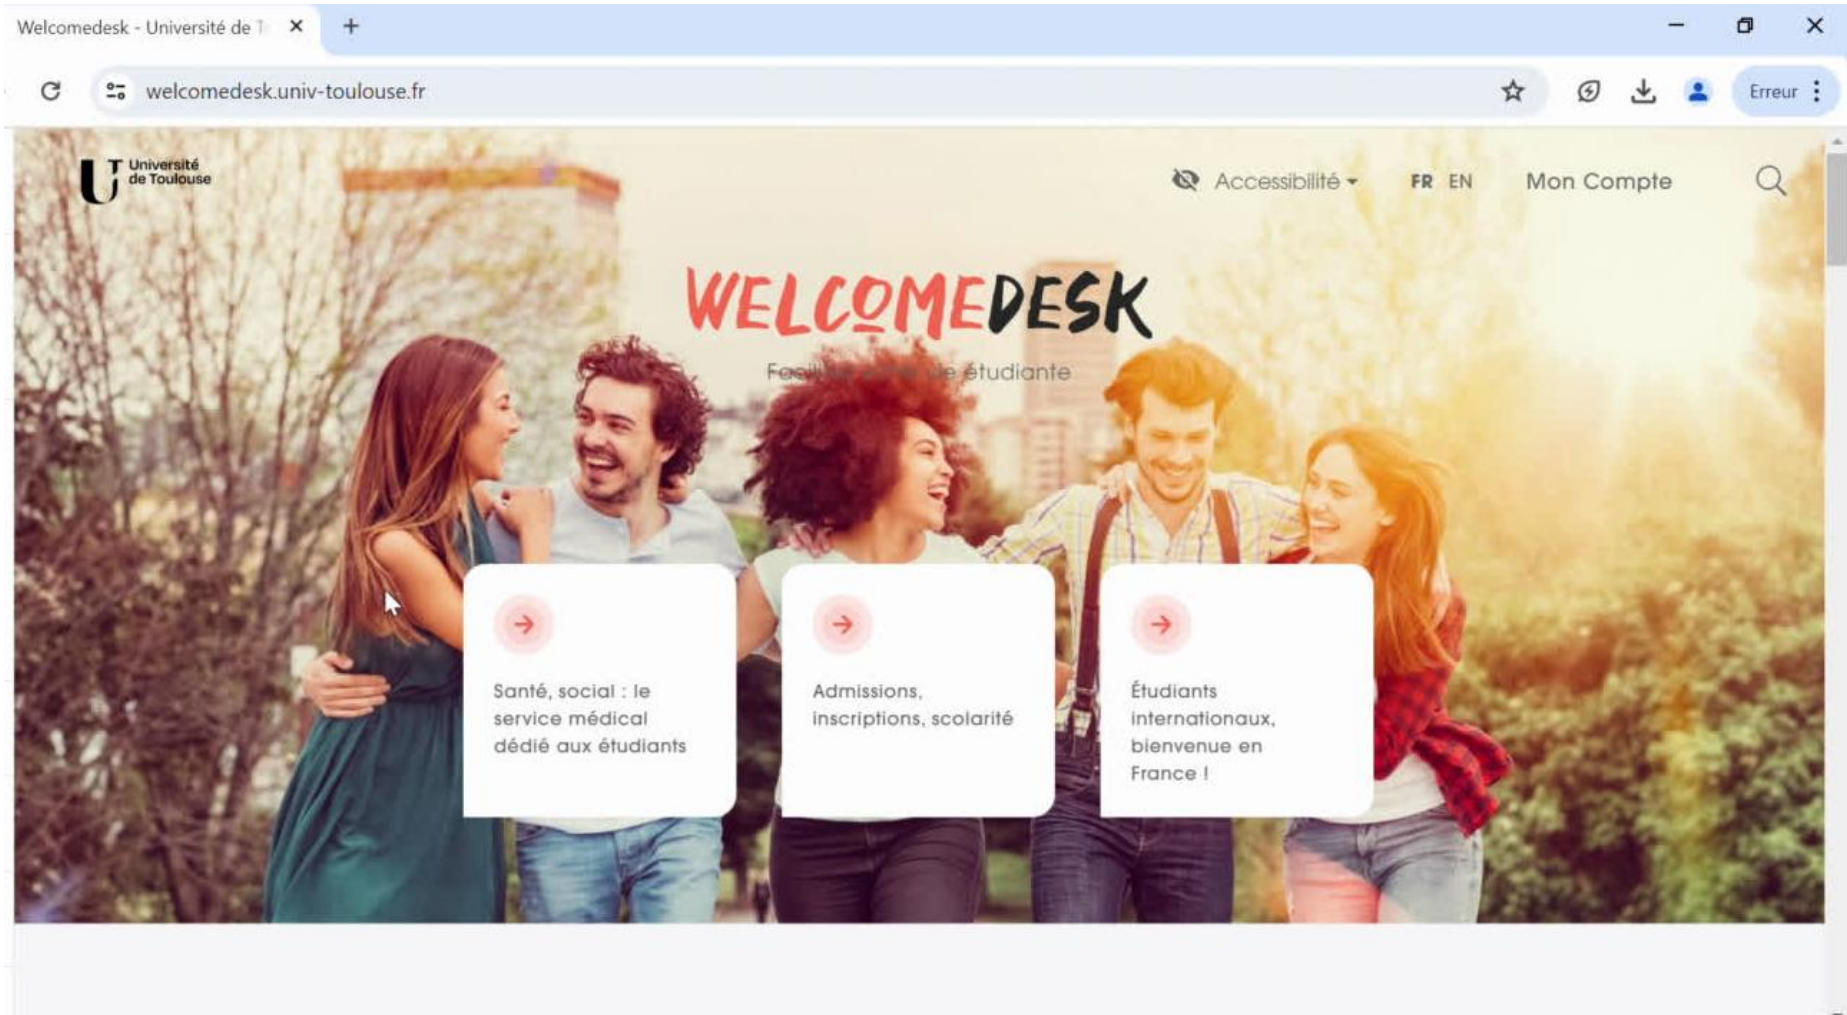 Welcomedesk - Université de T
welcomedesk.univ-toulouse.fr
Erreur
Université
de Toulouse
Accessibilité
FR EN
Mon Compte
WELCOMEDESK
étudiante
Santé, social : le
service médical
dédié aux étudiants
Admissions,
inscriptions, scolarité
Étudiants
internationaux,
bienvenue en
France !